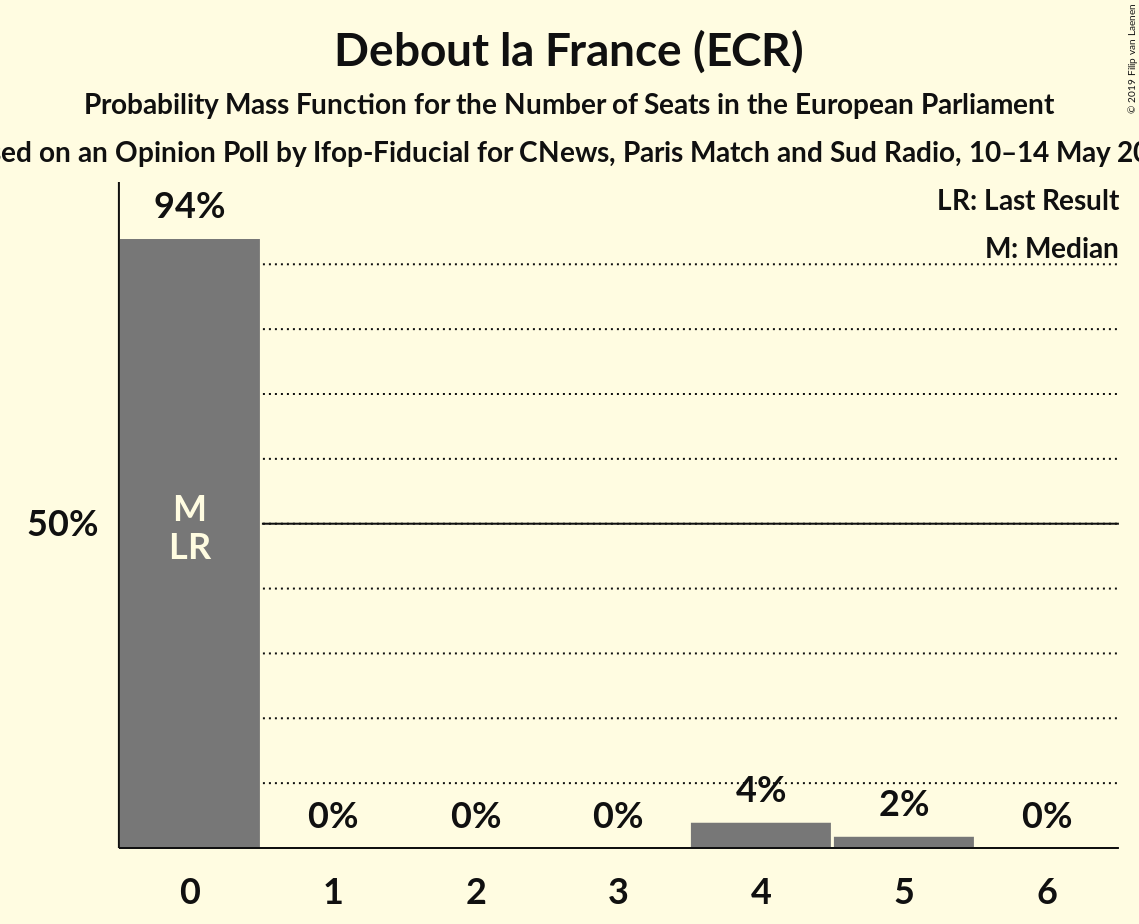 Debout la France (ECR)
Probability Mass Function for the Number of Seats in the European Parliament
on an Opinion Poll by Ifop-Fiducial for CNews, Paris Match and Sud Radio, 10–14 May
© 2019 Filip van Laenen
LR: Last Result
M: Median
94%
50%
M
LR
0%
0%
0%
4%
2%
0%
0
1
2
3
4
5
6